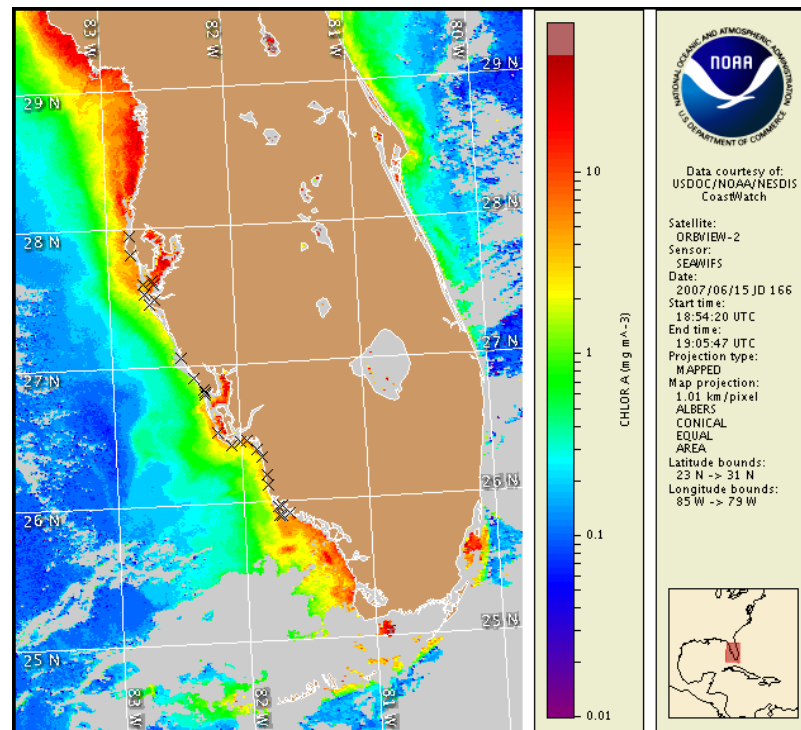 83 W
82 W
81 W
80 W
29 N
29 N
28 N
28 N
27 N
27 N
26 N
26 N
25 N
25 N
83 W
82 W
81 W
10
1
0.1
0.01
CHLOR A (mg m^-3)
NATIONAL OCEANIC AND ATMOSPHERIC ADMINISTRATION
NOAA
U.S. DEPARTMENT OF COMMERCE
Data courtesy of:
USDOC/NOAA/NESDIS
CoastWatch
Satellite:
ORBVIEW-2
Sensor:
SEAWIFS
Date:
2007/06/15 JD 166
Start time:
18:54:20 UTC
End time:
19:05:47 UTC
Projection type:
MAPPED
Map projection:
1.01 km/pixel
ALBERS
CONICAL
EQUAL
AREA
Latitude bounds:
23 N -> 31 N
Longitude bounds:
85 W -> 79 W